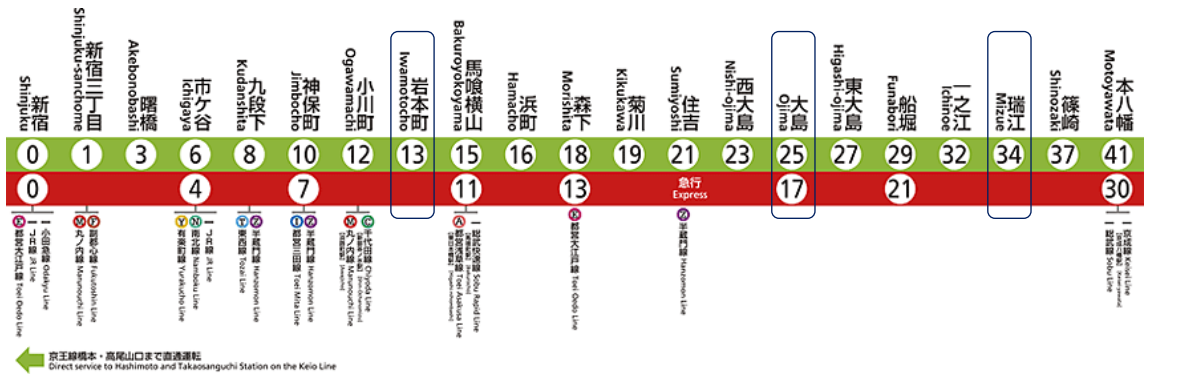 新宿
Shinjuku
新宿三丁目
Shinjuku-sanchome
曙橋
Akebonobashi
市ケ谷
Ichigaya
九段下
Kudanshita
神保町
Jimbocho
小川町
Ogawamachi
岩本町
Iwamotocho
馬喰横山
Bakuroyokoyama
浜町
Hamacho
森下
Morishita
菊川
Kikukawa
住吉
Sumiyoshi
西大島
Nishi-ojima
大島
Ojima
東大島
Higashi-ojima
船堀
Funabori
一之江
Ichinoe
瑞江
Mizue
篠崎
Shinozaki
本八幡
Motoyawata
0 1 3 6 8 10 12 13 15 16 18 19 21 23 25 27 29 32 34 37 41
0 4 7 11 13 急行 17 21 30
Express
小田急線 Odakyu Line
JR線 JR Line
E 都営大江戸線 Toei Oedo Line
F 副都心線 Fukutoshin Line
M 丸ノ内線 Marunouchi Line
JR線 JR Line
N 南北線 Namboku Line
Y 有楽町線 Yurakucho Line
Z 半蔵門線 Hanzomon Line
T 東西線 Tozai Line
Z 半蔵門線 Hanzomon Line
I 都営三田線 Toei Mita Line
C 千代田線 Chiyoda Line
M 丸ノ内線 Marunouchi Line
総武快速線 Sobu Rapid Line
A 都営浅草線 Toei Asakusa Line
E 都営大江戸線 Toei Oedo Line
Z 半蔵門線 Hanzomon Line
京成線 Keisei Line
総武線 Sobu Line
京王線橋本・高尾山口まで直通運転
Direct service to Hashimoto and Takaosanguchi Station on the Keio Line